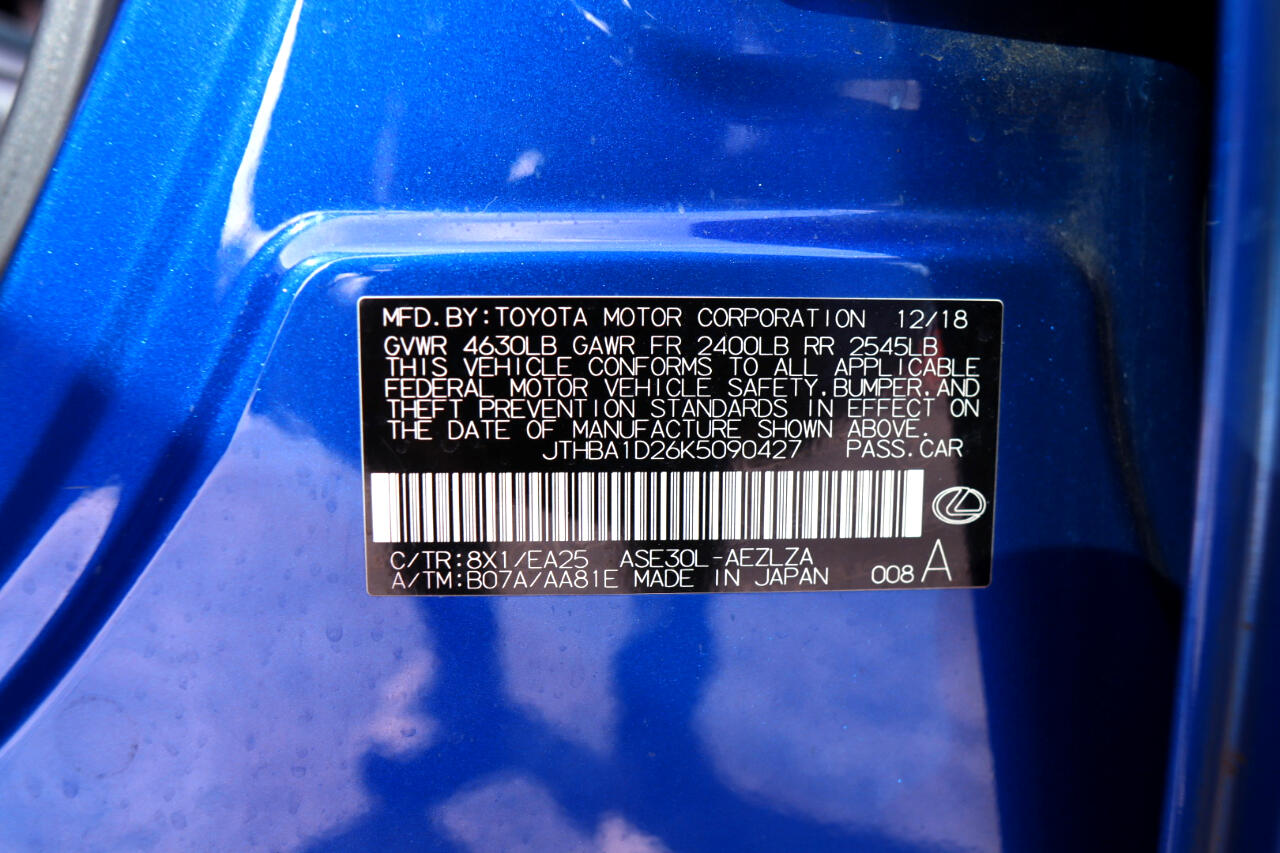 MFD.BY:TOYOTA MOTOR CORPORATION 12/18
GVWR 4630LB GAWR FR 2400LB RR 2545LB
THIS VEHICLE CONFORMS TO ALL APPLICABLE
FEDERAL MOTOR VEHICLE SAFETY,BUMPER,AND
THEFT PREVENTION STANDARDS IN EFFECT ON
THE DATE OF MANUFACTURE SHOWN ABOVE.
JTHBA1D26K5090427 PASS.CAR
C/TR:8X1/EA25 ASE30L-AEZLZA
A/TM:B07A/AA81E MADE IN JAPAN 008 A